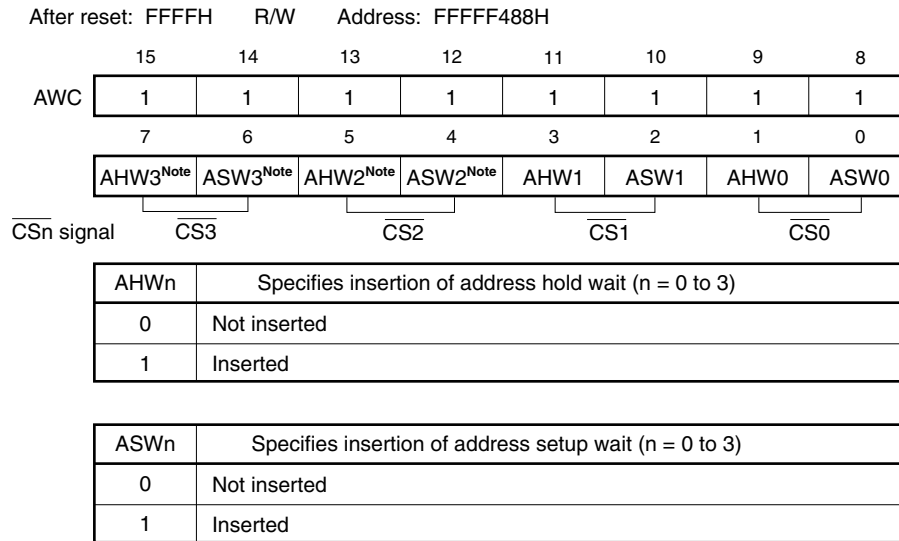 After reset: FFFFH R/W Address: FFFFF488H
15 14 13 12 11 10 9 8
AWC 1 1 1 1 1 1 1 1
7 6 5 4 3 2 1 0
AHW3Note ASW3Note AHW2Note ASW2Note AHW1 ASW1 AHW0 ASW0
CSn signal CS3 CS2 CS1 CS0
AHWn Specifies insertion of address hold wait (n = 0 to 3)
0 Not inserted
1 Inserted
ASWn Specifies insertion of address setup wait (n = 0 to 3)
0 Not inserted
1 Inserted